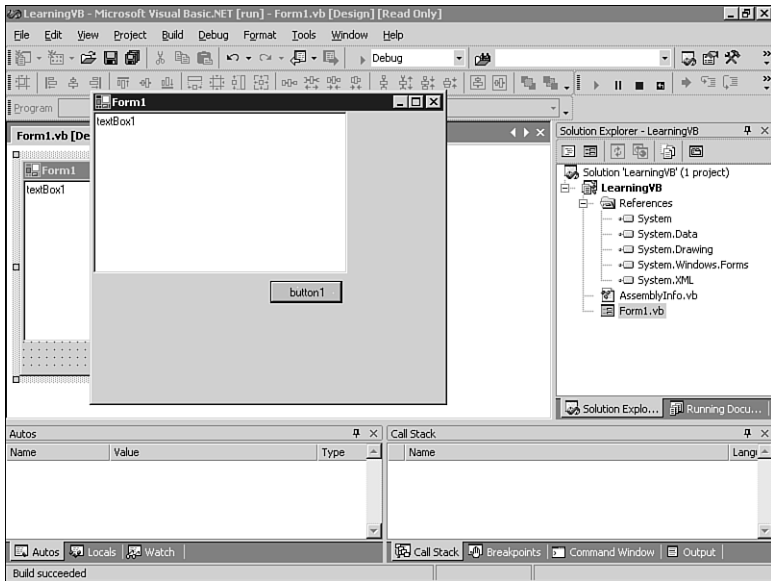 LearningVB - Microsoft Visual Basic.NET [run] - Form1.vb [Design] [Read Only]
File Edit View Project Build Debug Format Tools Window Help
Debug
Program
Form1
textBox1
button1
Form1.vb [De
Form1
textBox1
Solution Explorer - LearningVB
Solution 'LearningVB' (1 project)
LearningVB
References
System
System.Data
System.Drawing
System.Windows.Forms
System.XML
AssemblyInfo.vb
Form1.vb
Solution Explo... Running Docu...
Autos
Name Value Type
Autos Locals Watch
Call Stack
Name Langu
Call Stack Breakpoints Command Window Output
Build succeeded